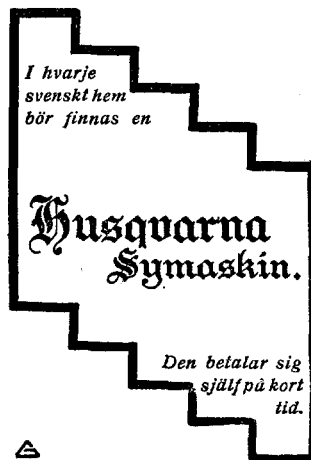 I hvarje
svenskt hem
bör finnas en
Husqvarna
Symaskin.
Den betalar sig
själf på kort
tid.